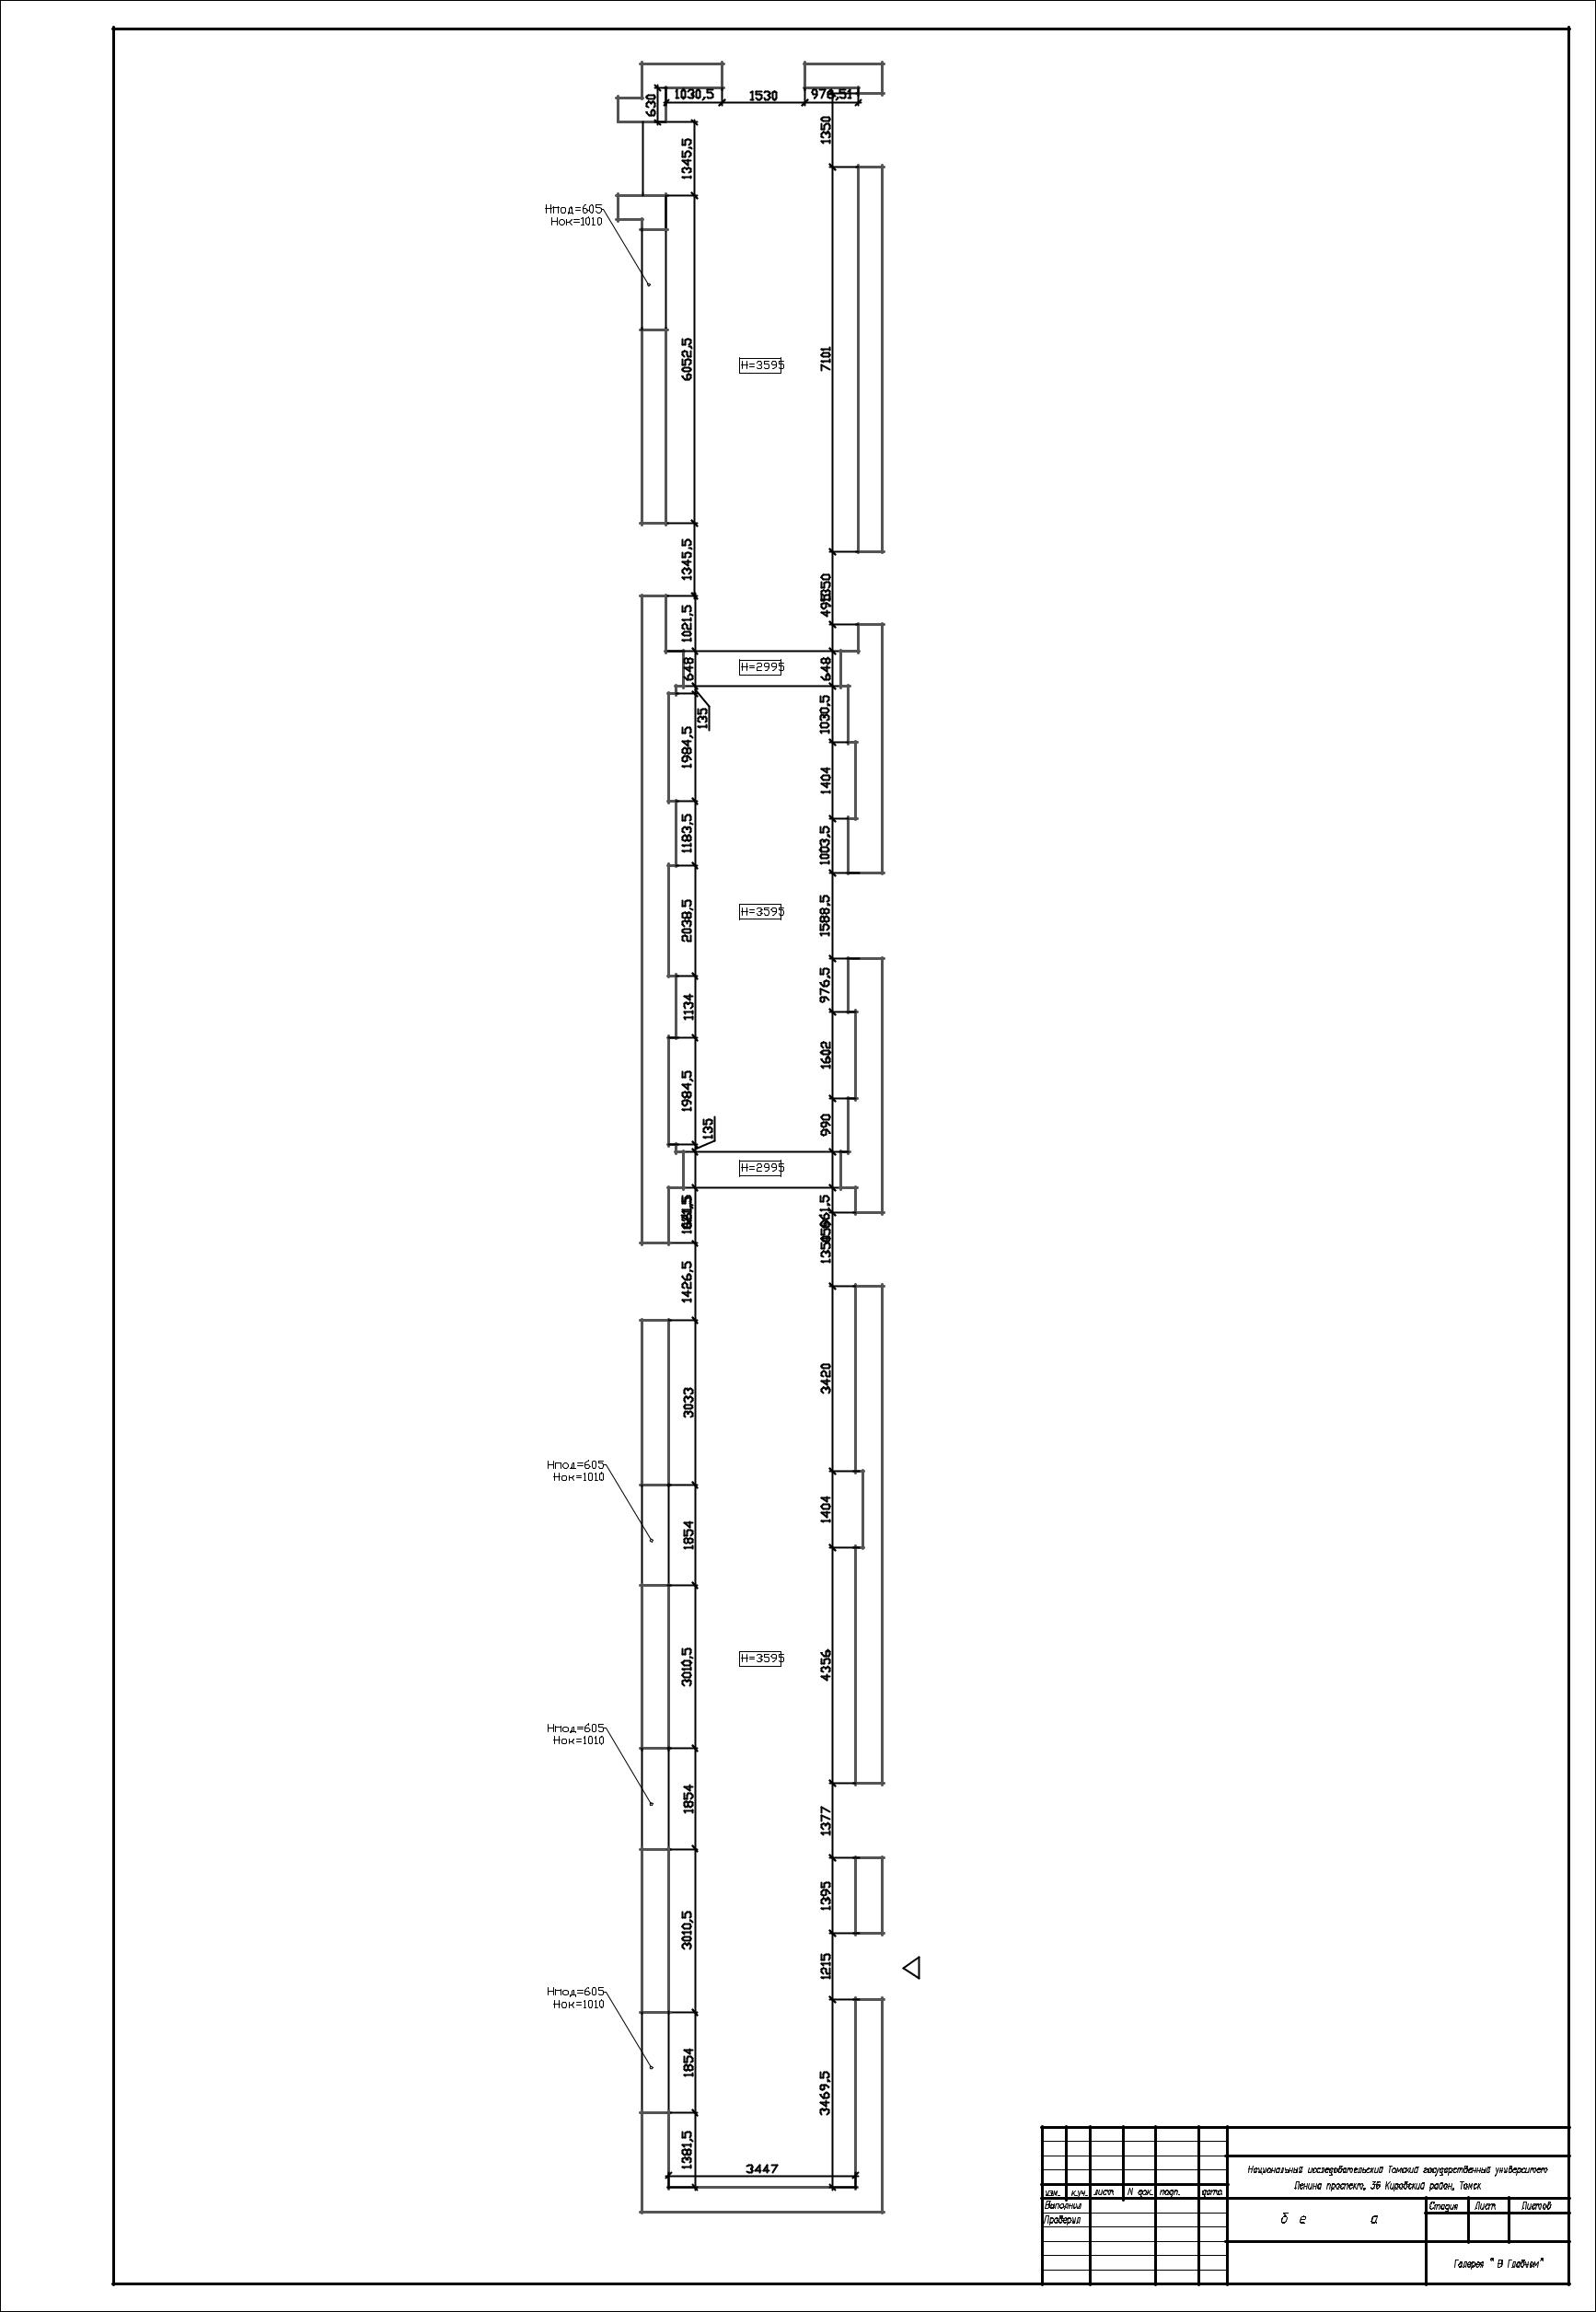 1030,5 1530 976,51
630
1350
1345,5
Hпод=605
Hок=1010
6052,5
H=3595
7101
1345,5
1350
1021,5
648
H=2995
648
135
1030,5
1984,5
1404
1183,5
1003,5
2038,5
H=3595
1588,5
976,5
1134
1602
1984,5
990
135
H=2995
1426,5
3420
3033
Hпод=605
Hок=1010
1404
1854
3010,5
H=3595
4356
Hпод=605
Hок=1010
1854
1377
1395
3010,5
1215
Hпод=605
Hок=1010
1854
3469,5
1381,5
3447
Национальный исследовательский Томский государственный университет
Ленина проспект, 36 Кировский район, Томск
изм. к.уч. лист N док. подп. дата
Выполнил
Проверил
б е а
Стадия Лист Листов
Галерея " В Главном"